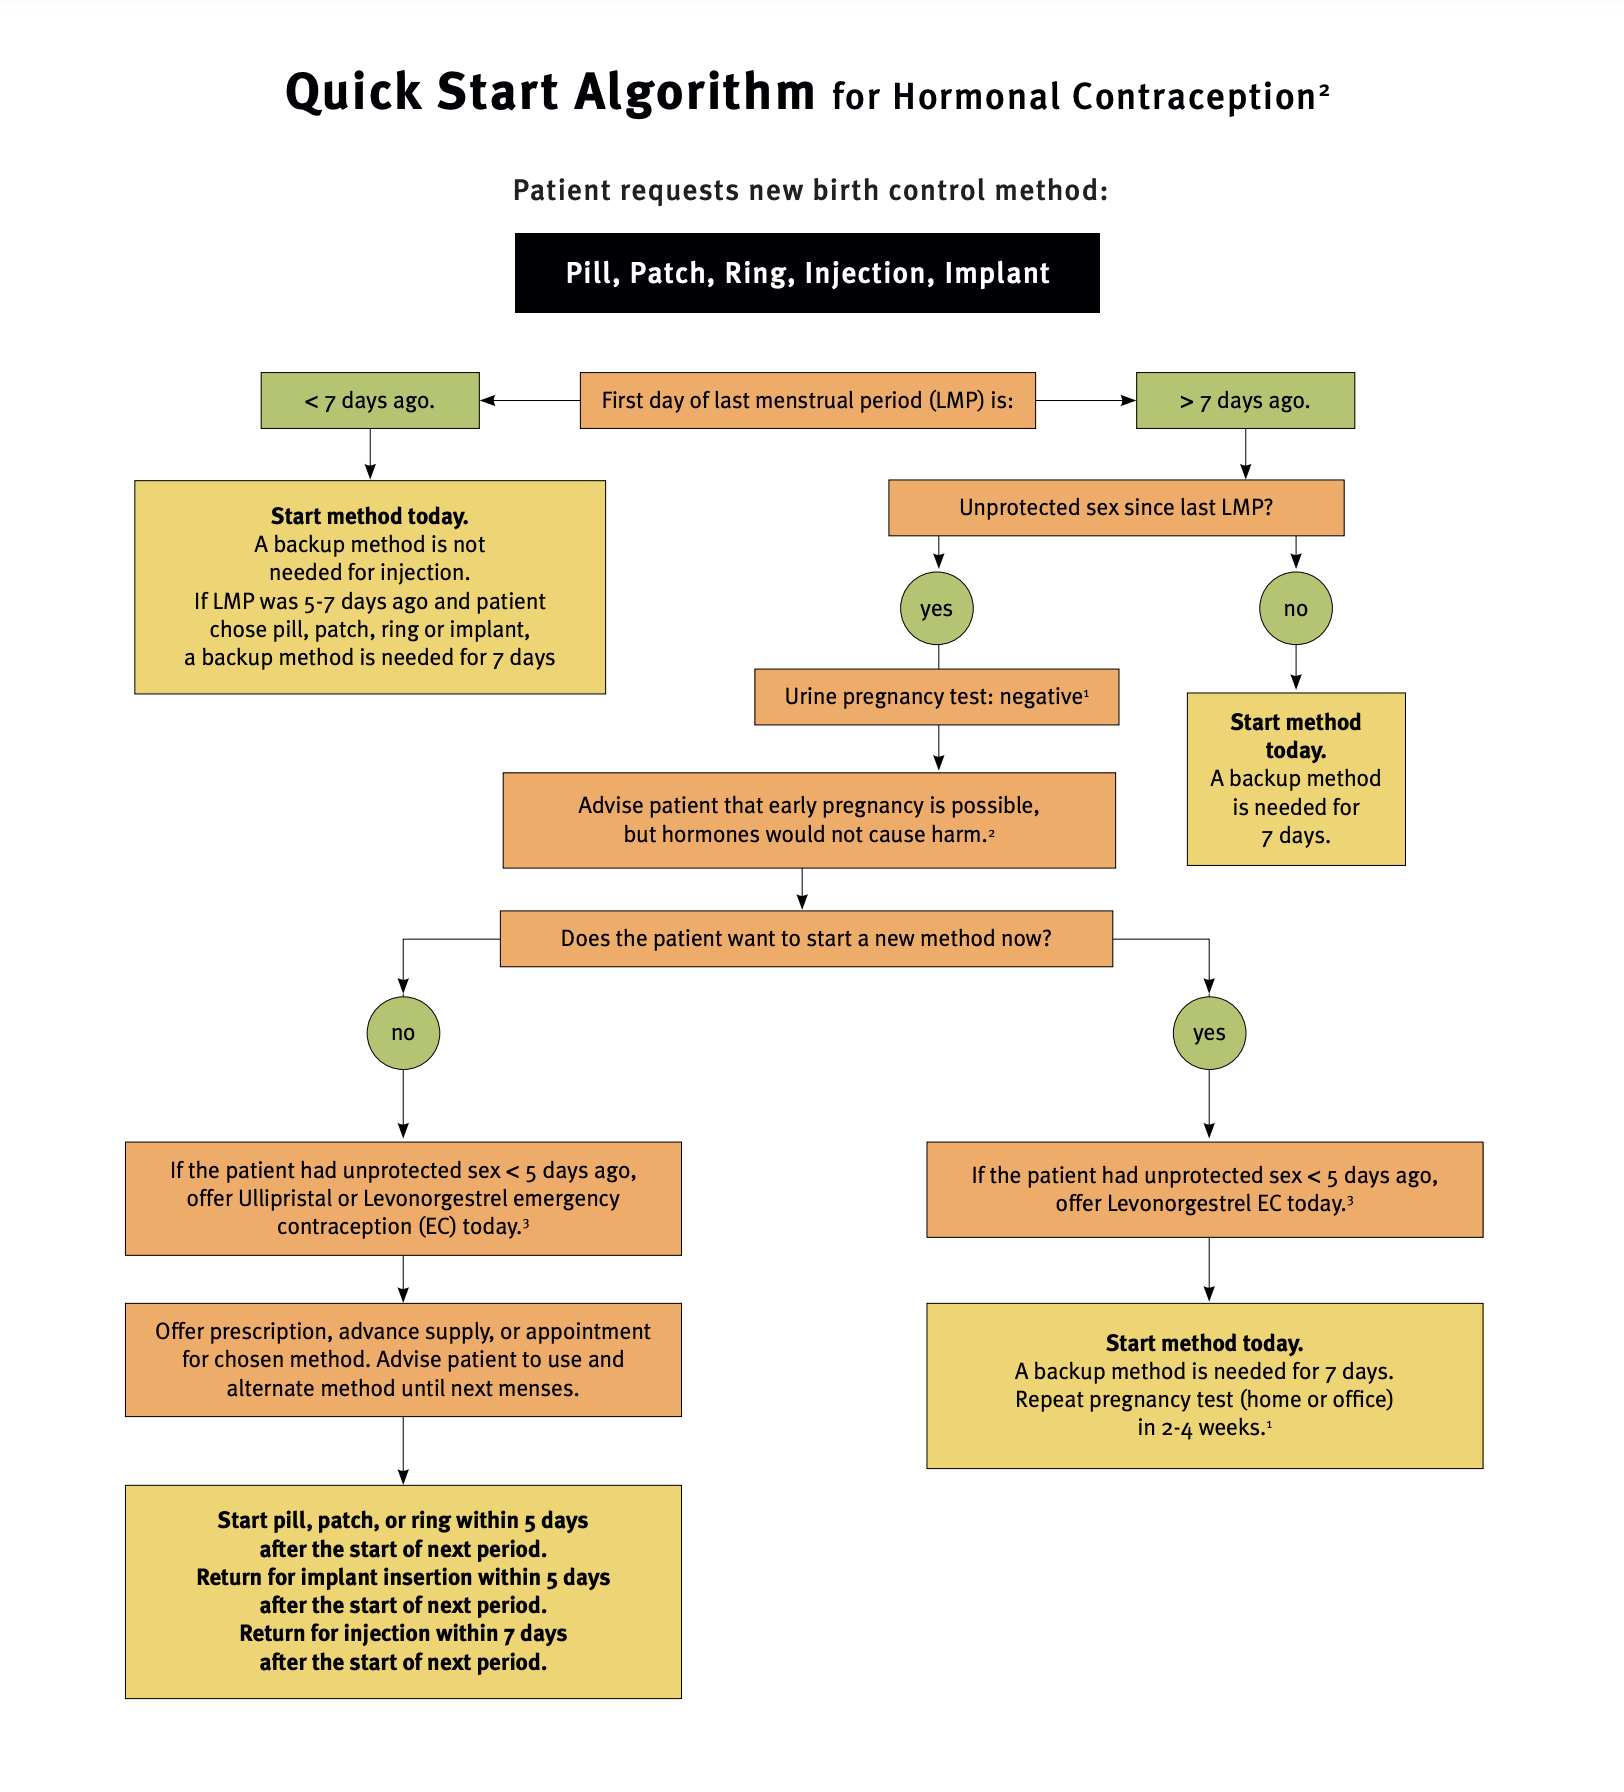 Quick Start Algorithm for Hormonal Contraception²
Patient requests new birth control method:
Pill, Patch, Ring, Injection, Implant
< 7 days ago.
First day of last menstrual period (LMP) is:
> 7 days ago.
Start method today.
A backup method is not
needed for injection.
If LMP was 5-7 days ago and patient
chose pill, patch, ring or implant,
a backup method is needed for 7 days
Unprotected sex since last LMP?
yes
no
Urine pregnancy test: negative¹
Start method
today.
A backup method
is needed for
7 days.
Advise patient that early pregnancy is possible,
but hormones would not cause harm.²
Does the patient want to start a new method now?
no
yes
If the patient had unprotected sex < 5 days ago,
offer Ullipristal or Levonorgestrel emergency
contraception (EC) today.³
Offer prescription, advance supply, or appointment
for chosen method. Advise patient to use and
alternate method until next menses.
Start pill, patch, or ring within 5 days
after the start of next period.
Return for implant insertion within 5 days
after the start of next period.
Return for injection within 7 days
after the start of next period.
If the patient had unprotected sex < 5 days ago,
offer Levonorgestrel EC today.³
Start method today.
A backup method is needed for 7 days.
Repeat pregnancy test (home or office)
in 2-4 weeks.¹